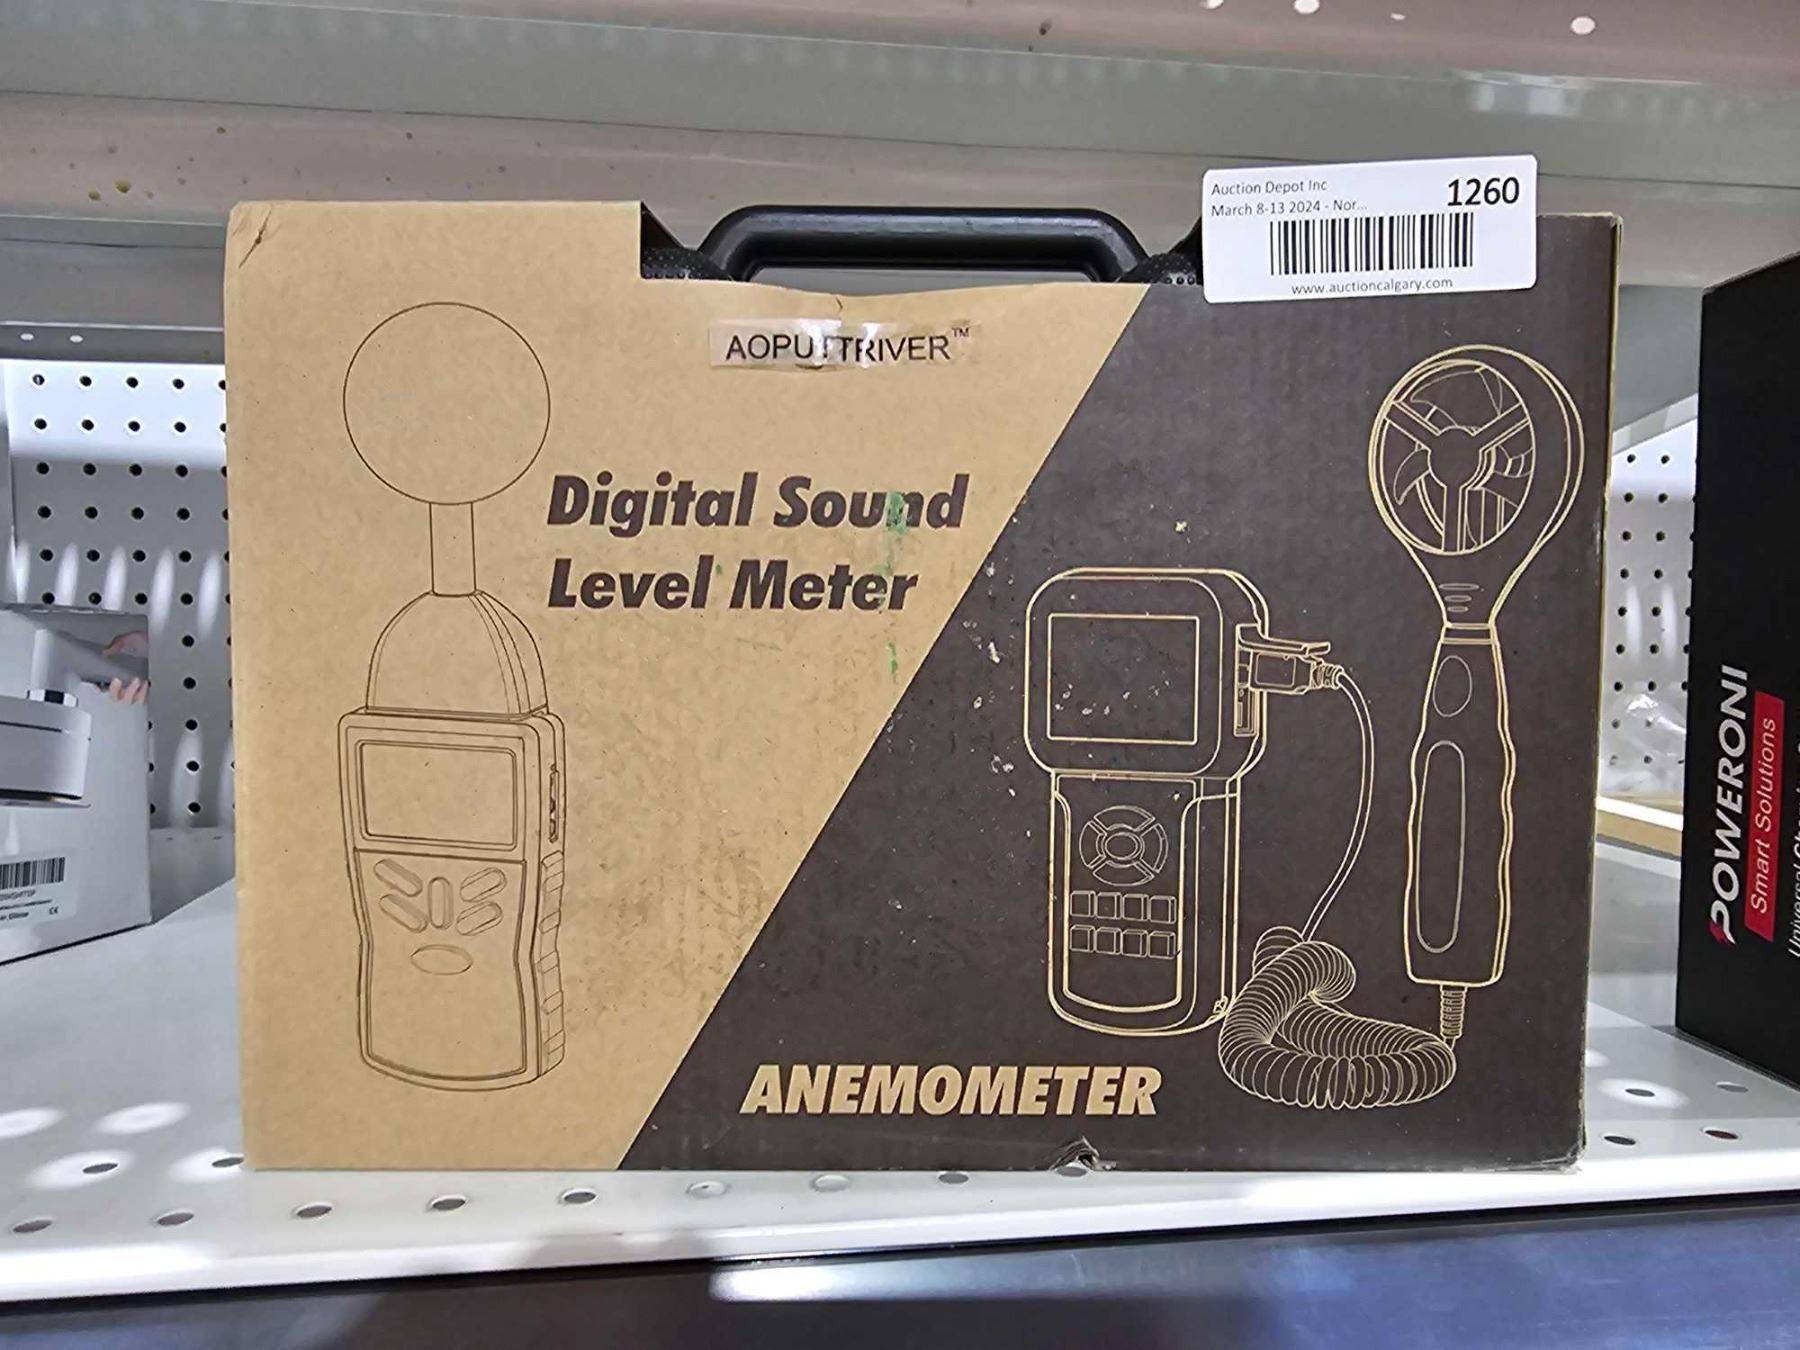 Auction Depot Inc
1260
March 8-13 2024 - Nor...
www.auctioncalgary.com
AOPUTTRIVER™
Digital Sound
Level Meter
ANEMOMETER
POWERONI
Smart Solutions